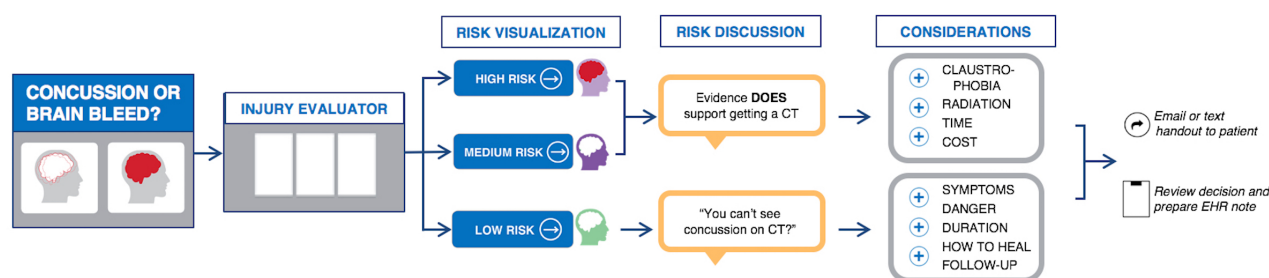 RISK VISUALIZATION
RISK DISCUSSION
CONSIDERATIONS
CONCUSSION OR
BRAIN BLEED?
INJURY EVALUATOR
HIGH RISK
MEDIUM RISK
LOW RISK
Evidence DOES
support getting a CT
"You can't see
concussion on CT?"
CLAUSTRO-
PHOBIA
RADIATION
TIME
COST
SYMPTOMS
DANGER
DURATION
HOW TO HEAL
FOLLOW-UP
Email or text
handout to patient
Review decision and
prepare EHR note